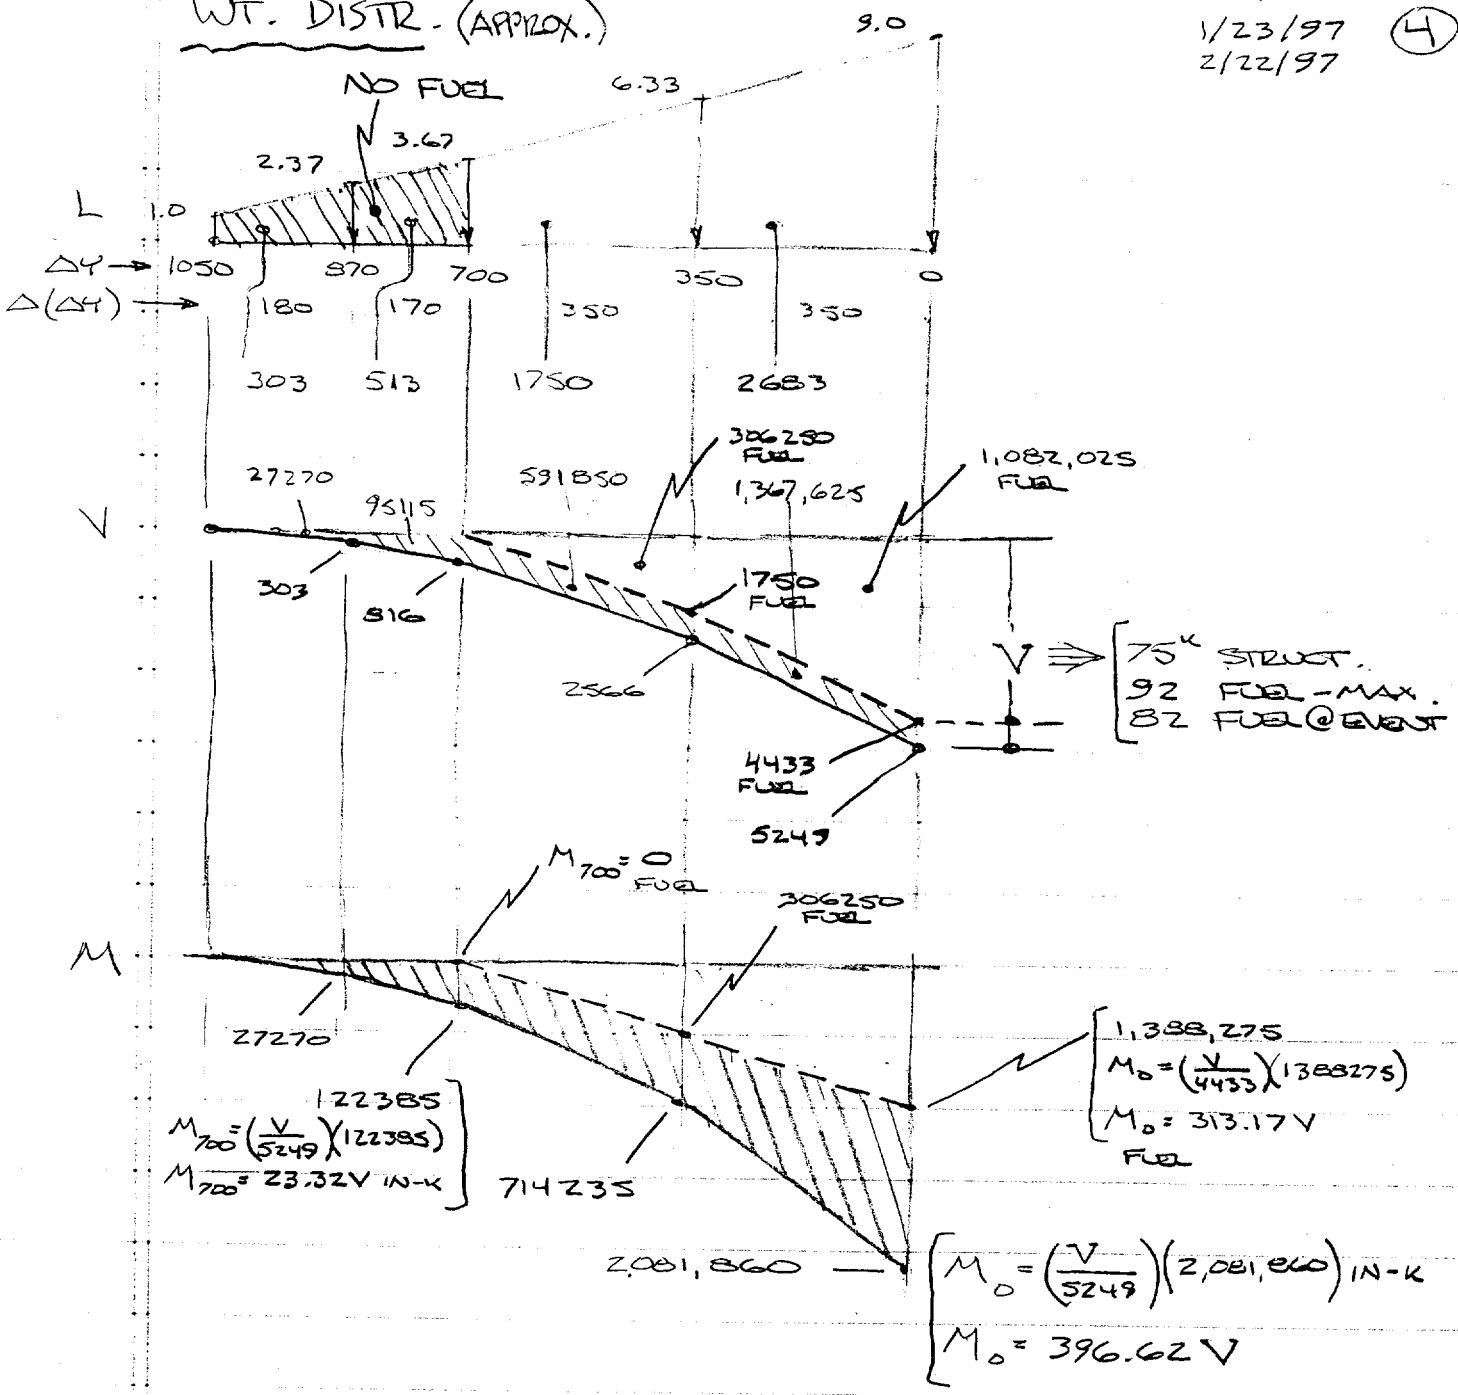 WT. DISTR. (APPROX.)
9.0
1/23/97
2/22/97
4
NO FUEL
6.33
3.67
2.37
L 1.0
ΔY → 1050 870 700 350 0
Δ(ΔY) → 180 170 350 350
303 513 1750 2683
306250
FUEL
1,082,025
FUEL
27270
591850
1,367,625
95115
V
303
816
1750
FUEL
2566
V ⇒ 75ᴷ STRUCT.
92 FUEL-MAX.
82 FUEL@EVENT
4433
FUEL
5249
M₇₀₀ = 0
FUEL
306250
FUEL
M
27270
1,388,275
M₀ = (V/4433)(1388275)
M₀ = 313.17V
FUEL
122385
M₇₀₀ = (V/5249)(122385)
M₇₀₀ = 23.32V IN-K
714235
2,081,860
M₀ = (V/5249)(2,081,860) IN-K
M₀ = 396.62V